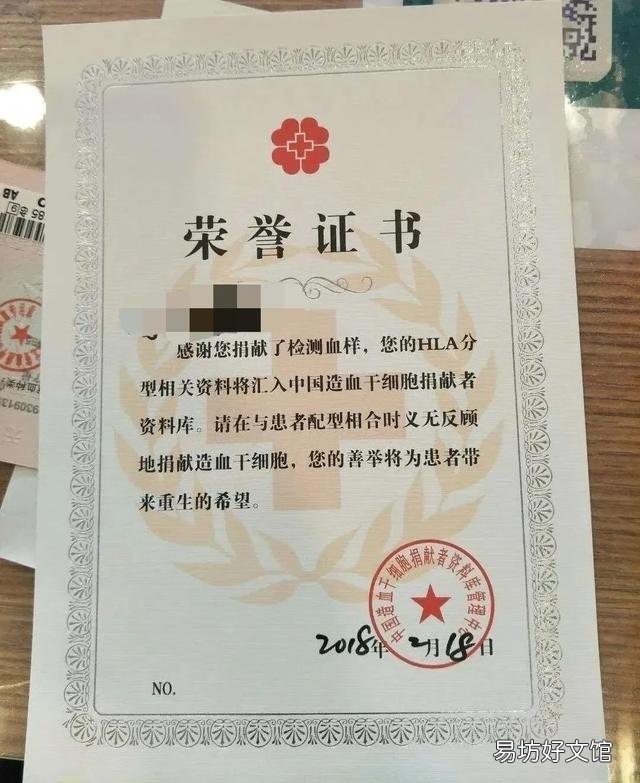 荣誉证书
感谢您捐献了检测血样，您的HLA分
型相关资料将汇入中国造血干细胞捐献者
资料库。请在与患者配型相合时义无反顾
地捐献造血干细胞，您的善举将为患者带
来重生的希望。
中国造血干细胞捐献者资料库管理中心
2018年2月18日
NO.
易坊好文馆